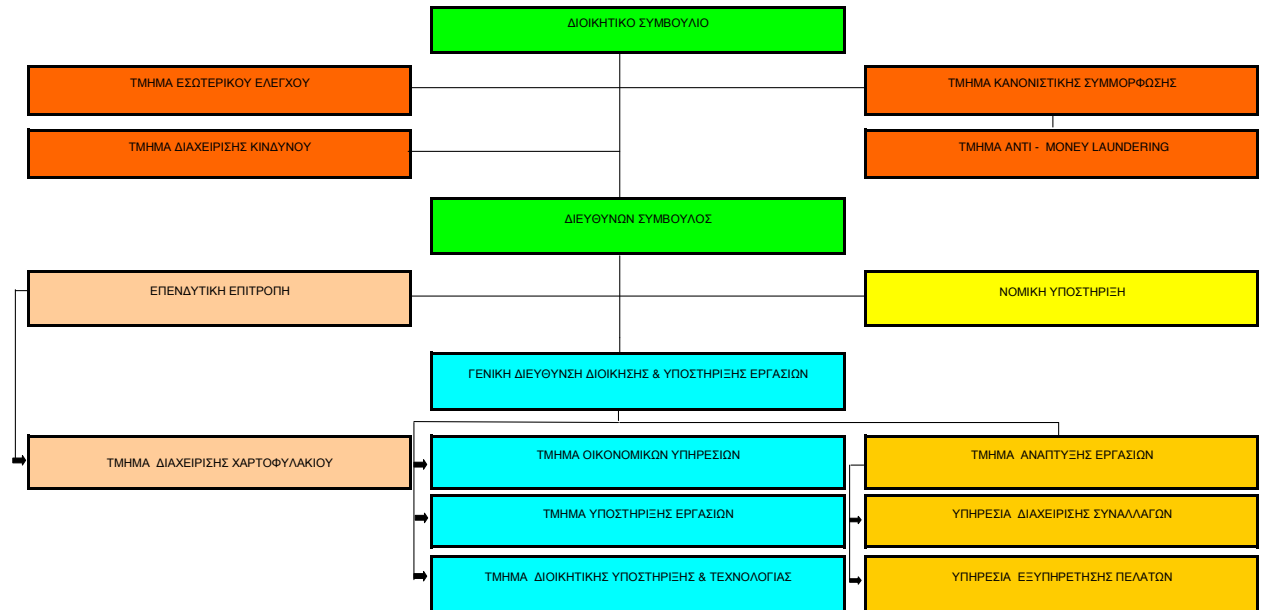 ΔΙΟΙΚΗΤΙΚΟ ΣΥΜΒΟΥΛΙΟ
ΤΜΗΜΑ ΕΣΩΤΕΡΙΚΟΥ ΕΛΕΓΧΟΥ
ΤΜΗΜΑ ΚΑΝΟΝΙΣΤΙΚΗΣ ΣΥΜΜΟΡΦΩΣΗΣ
ΤΜΗΜΑ ΔΙΑΧΕΙΡΙΣΗΣ ΚΙΝΔΥΝΟΥ
ΤΜΗΜΑ ANTI - MONEY LAUNDERING
ΔΙΕΥΘΥΝΩΝ ΣΥΜΒΟΥΛΟΣ
ΕΠΕΝΔΥΤΙΚΗ ΕΠΙΤΡΟΠΗ
ΝΟΜΙΚΗ ΥΠΟΣΤΗΡΙΞΗ
ΓΕΝΙΚΗ ΔΙΕΥΘΥΝΣΗ ΔΙΟΙΚΗΣΗΣ & ΥΠΟΣΤΗΡΙΞΗΣ ΕΡΓΑΣΙΩΝ
ΤΜΗΜΑ ΔΙΑΧΕΙΡΙΣΗΣ ΧΑΡΤΟΦΥΛΑΚΙΟΥ
ΤΜΗΜΑ ΟΙΚΟΝΟΜΙΚΩΝ ΥΠΗΡΕΣΙΩΝ
ΤΜΗΜΑ ΑΝΑΠΤΥΞΗΣ ΕΡΓΑΣΙΩΝ
ΤΜΗΜΑ ΥΠΟΣΤΗΡΙΞΗΣ ΕΡΓΑΣΙΩΝ
ΥΠΗΡΕΣΙΑ ΔΙΑΧΕΙΡΙΣΗΣ ΣΥΝΑΛΛΑΓΩΝ
ΤΜΗΜΑ ΔΙΟΙΚΗΤΙΚΗΣ ΥΠΟΣΤΗΡΙΞΗΣ & ΤΕΧΝΟΛΟΓΙΑΣ
ΥΠΗΡΕΣΙΑ ΕΞΥΠΗΡΕΤΗΣΗΣ ΠΕΛΑΤΩΝ